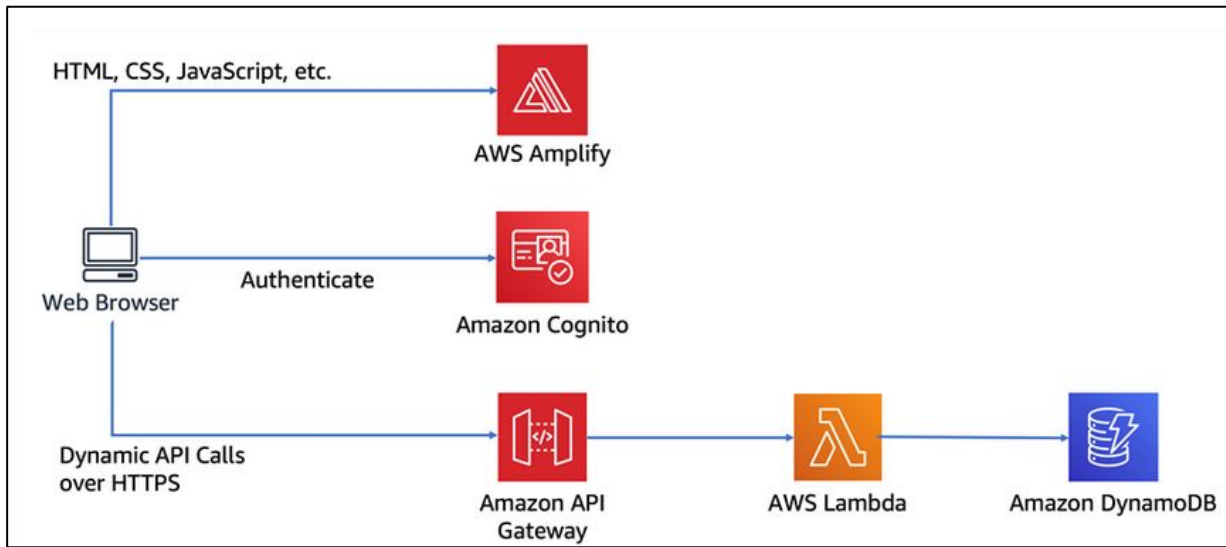 HTML, CSS, JavaScript, etc.
AWS Amplify
Authenticate
Web Browser
Amazon Cognito
Dynamic API Calls
over HTTPS
</>
Amazon API
Gateway
AWS Lambda
Amazon DynamoDB